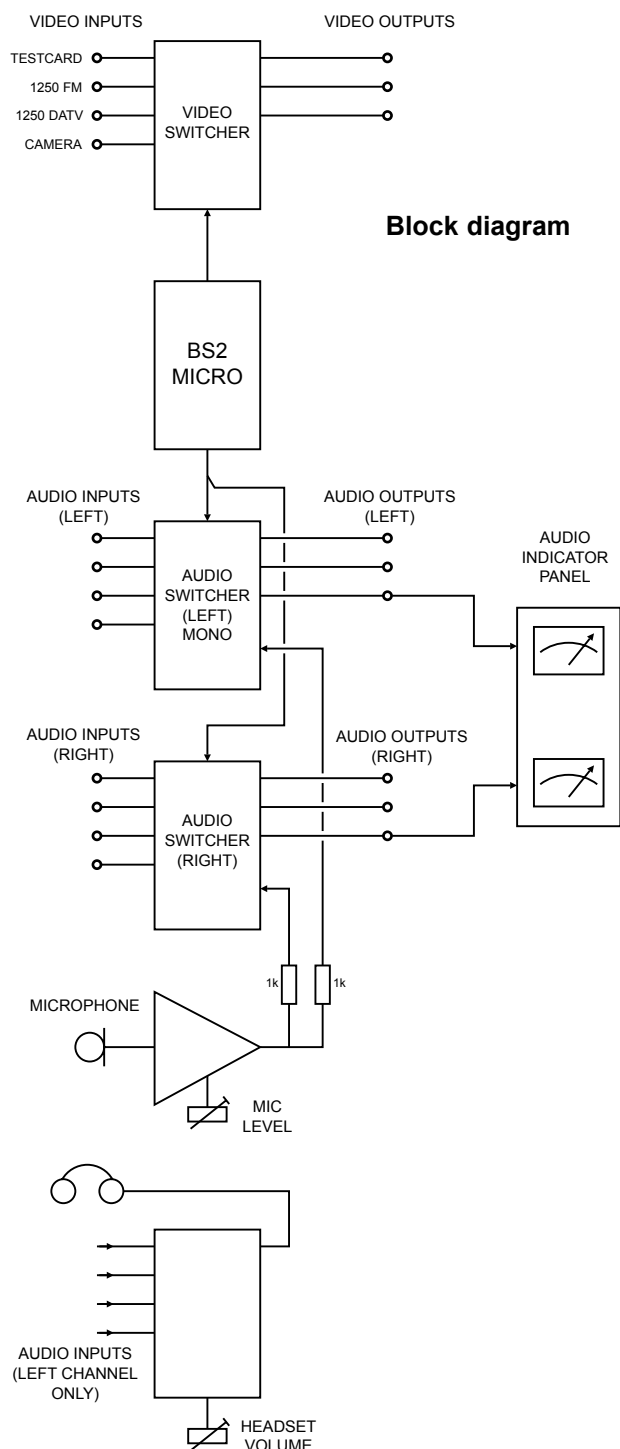 VIDEO INPUTS
VIDEO OUTPUTS
TESTCARD
1250 FM
1250 DATV
CAMERA
VIDEO
SWITCHER
Block diagram
BS2
MICRO
AUDIO INPUTS
(LEFT)
AUDIO OUTPUTS
(LEFT)
AUDIO
INDICATOR
PANEL
AUDIO
SWITCHER
(LEFT)
MONO
AUDIO INPUTS
(RIGHT)
AUDIO OUTPUTS
(RIGHT)
AUDIO
SWITCHER
(RIGHT)
1k
1k
MICROPHONE
MIC
LEVEL
AUDIO INPUTS
(LEFT CHANNEL
ONLY)
HEADSET
VOLUME